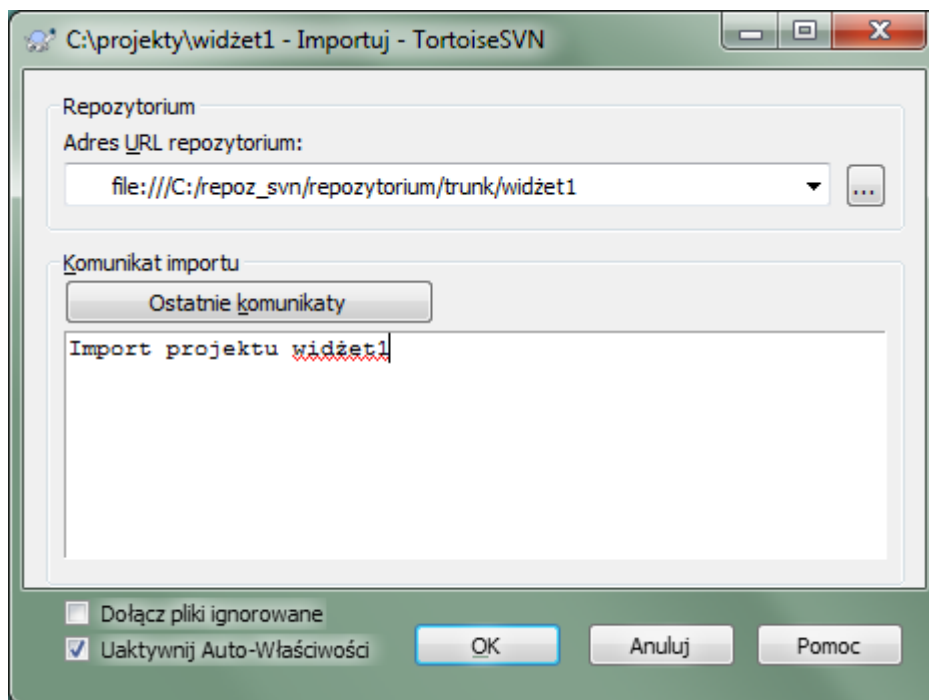 C:\projekty\widżet1 - Importuj - TortoiseSVN
Repozytorium
Adres URL repozytorium:
file:///C:/repoz_svn/repozytorium/trunk/widżet1
...
Komunikat importu
Ostatnie komunikaty
Import projektu widżet1
Dołącz pliki ignorowane
Uaktywnij Auto-Właściwości
OK
Anuluj
Pomoc